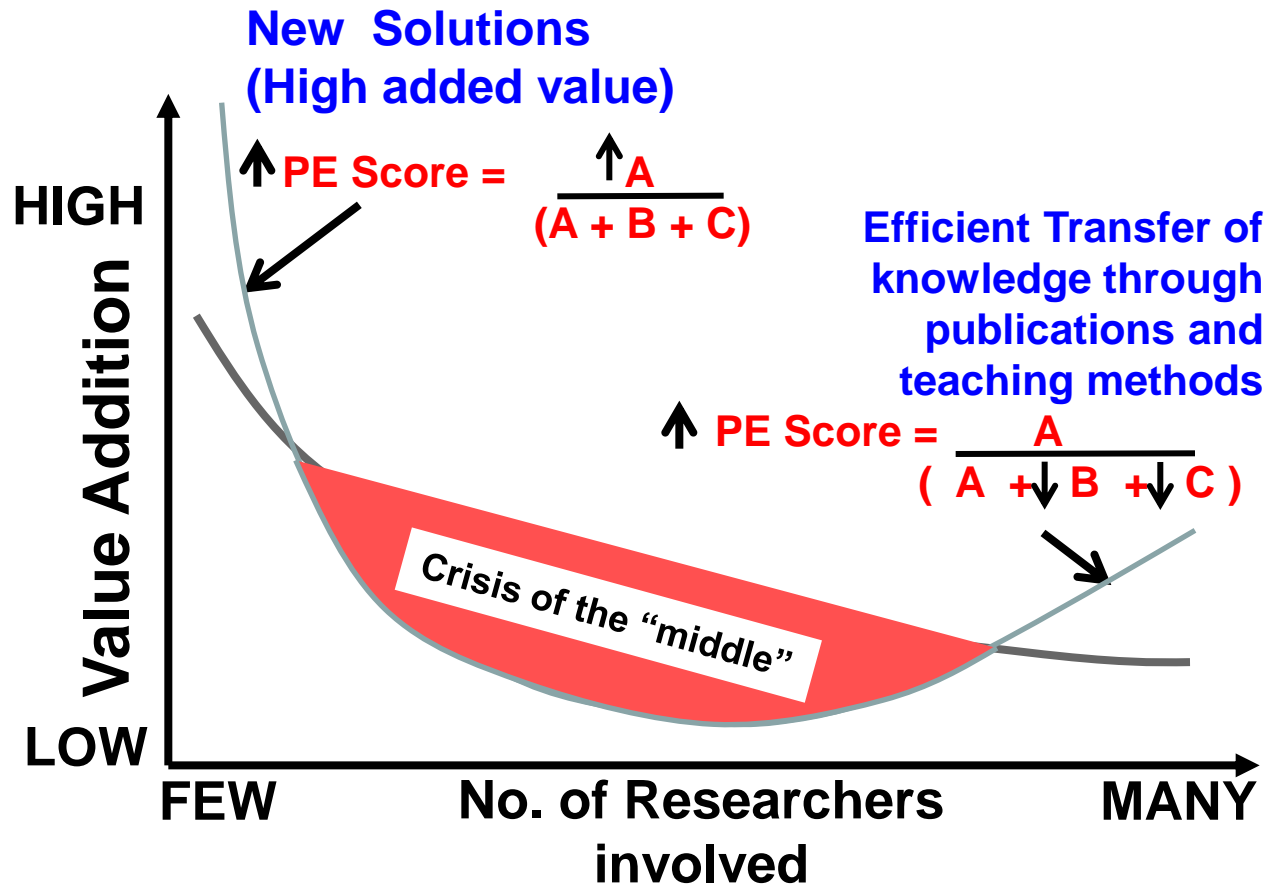 New Solutions
(High added value)
PE Score = A
(A + B + C)
HIGH
Efficient Transfer of
knowledge through
publications and
teaching methods
PE Score = A
( A + B + C )
Value Addition
Crisis of the “middle”
LOW
FEW
No. of Researchers
involved
MANY